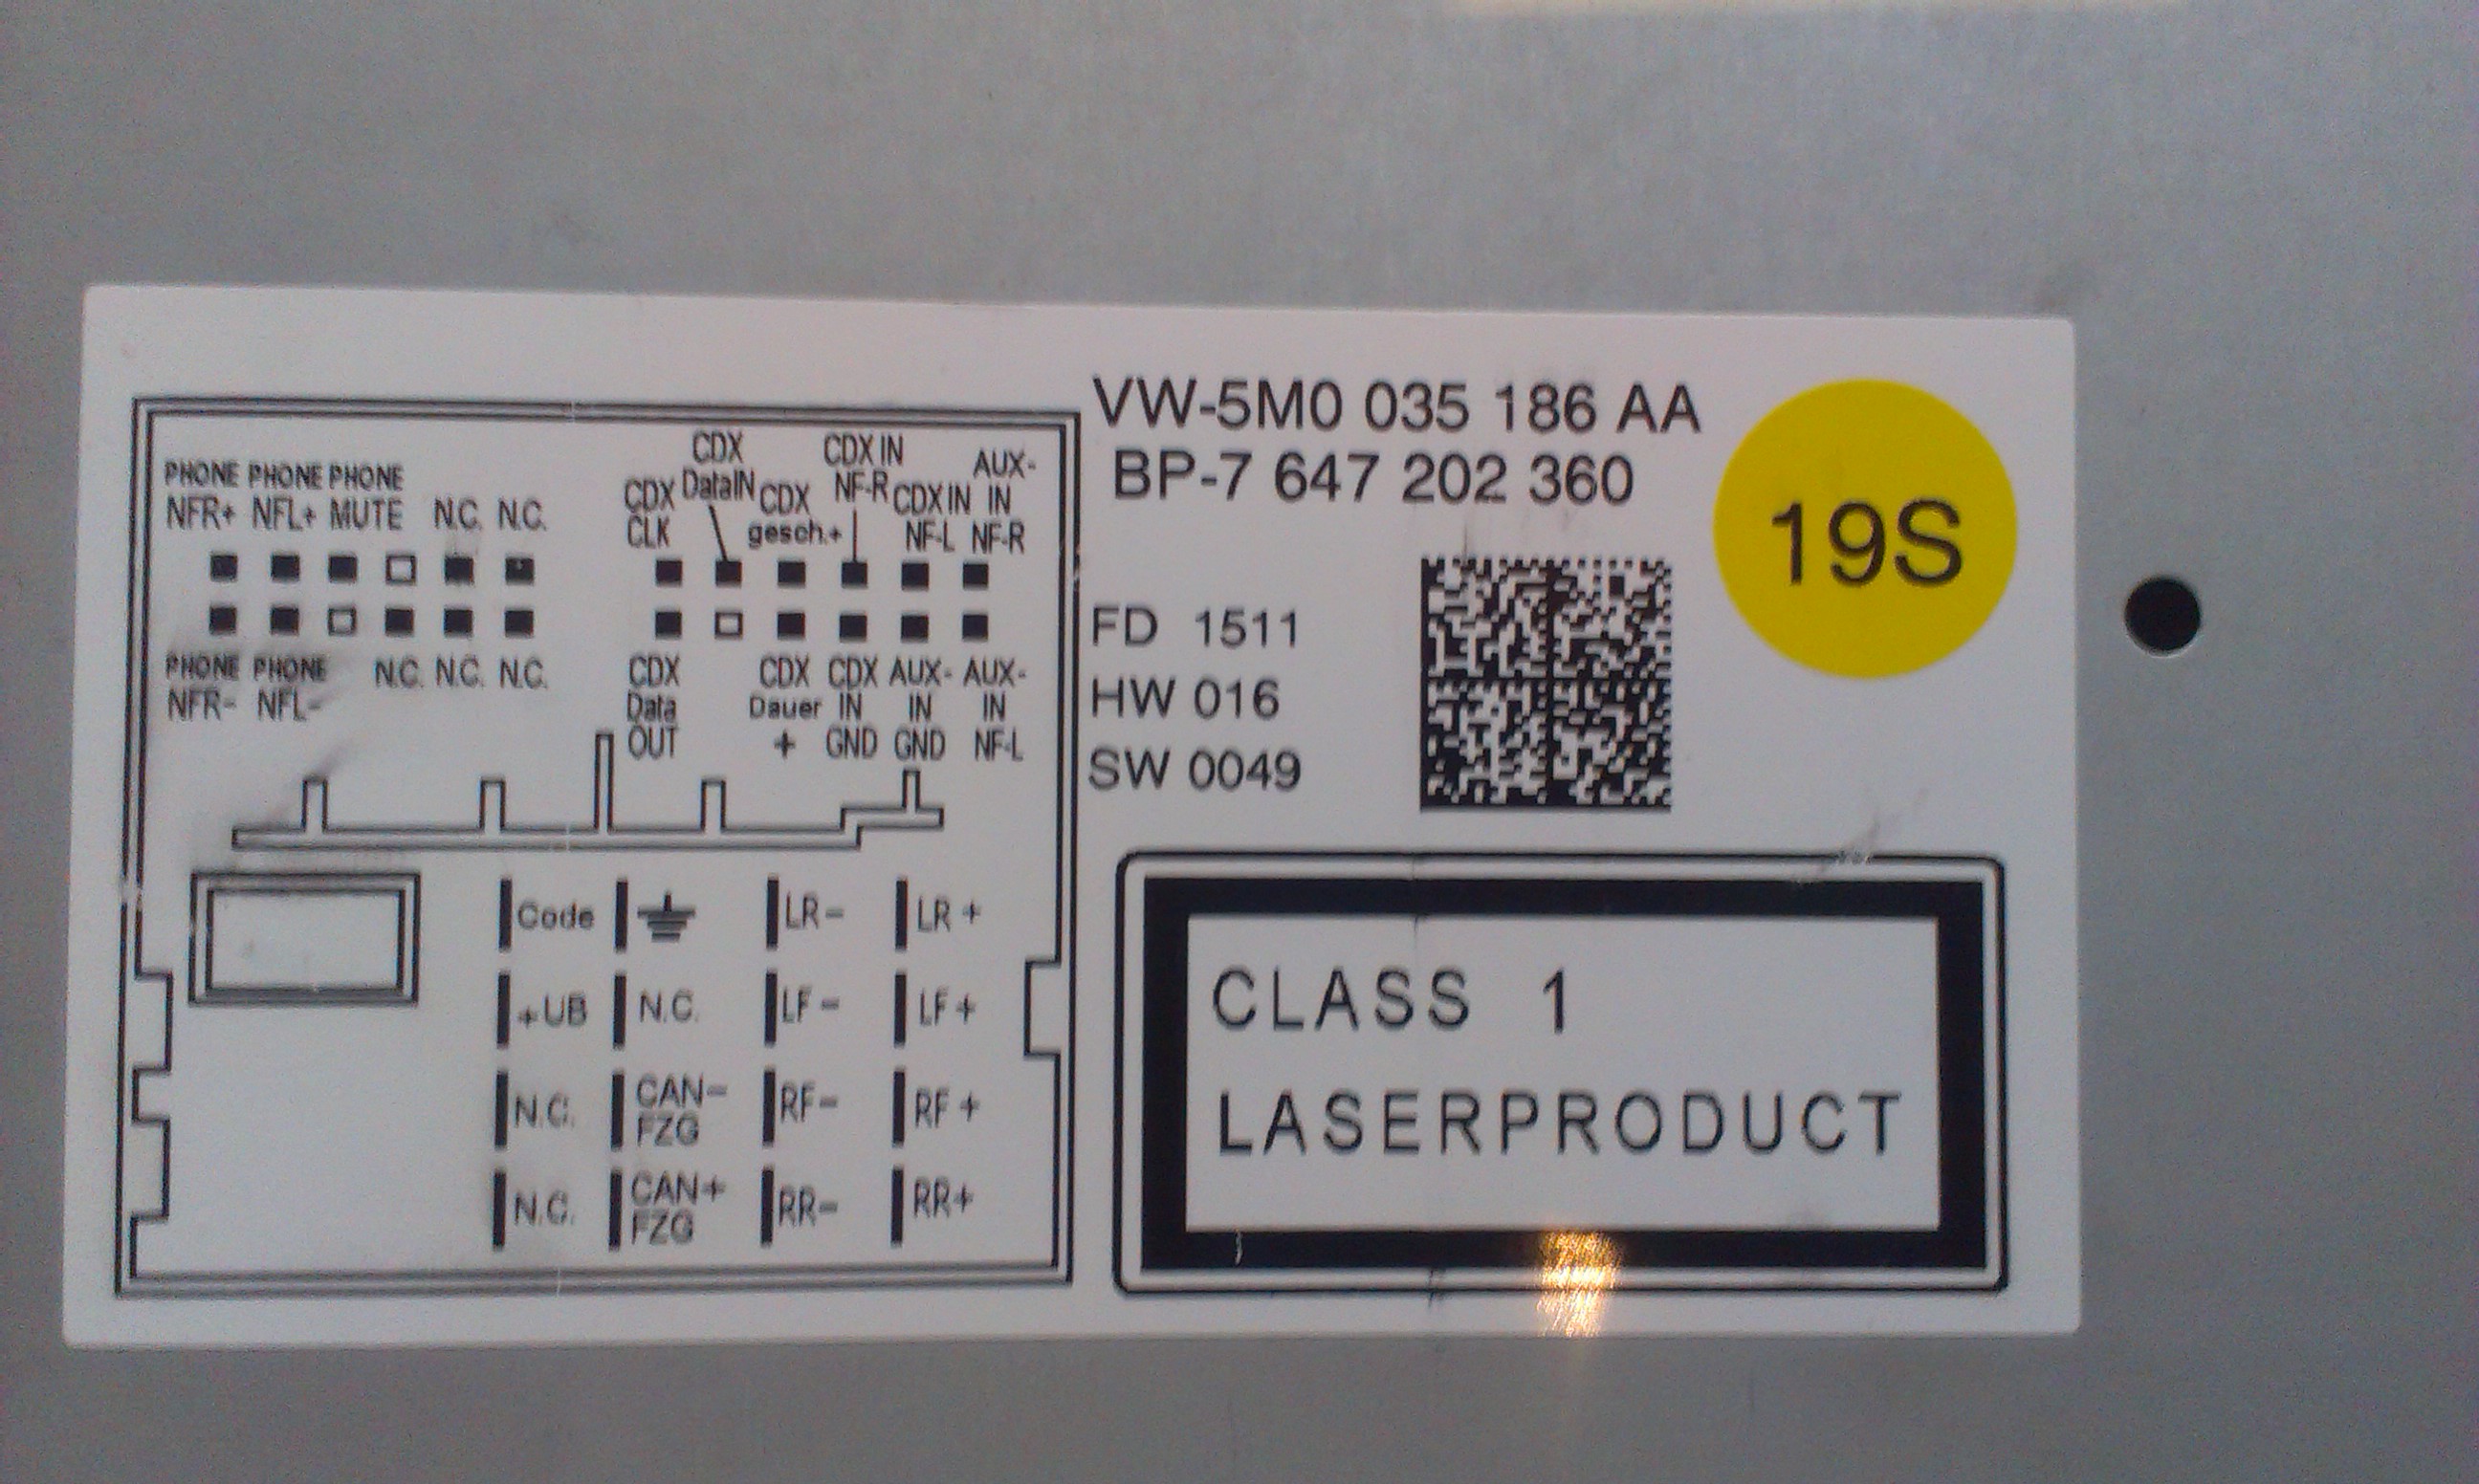 VW-5M0 035 186 AA
BP-7 647 202 360
19S
FD 1511
HW 016
SW 0049
CLASS 1
LASERPRODUCT
PHONE PHONE PHONE
NFR+ NFL+ MUTE N.C. N.C.
PHONE PHONE N.C. N.C. N.C.
NFR- NFL-
CDX CDX IN AUX-
CDX DataIN CDX NF-R CDX IN IN
CLK gesch.+ NF-L NF-R
CDX CDX CDX AUX- AUX-
Data Dauer IN IN IN
OUT + GND GND NF-L
Code LR- LR+
+UB N.C. LF- LF+
N.C. CAN- RF- RF+
FZG
N.C. CAN+ RR- RR+
FZG